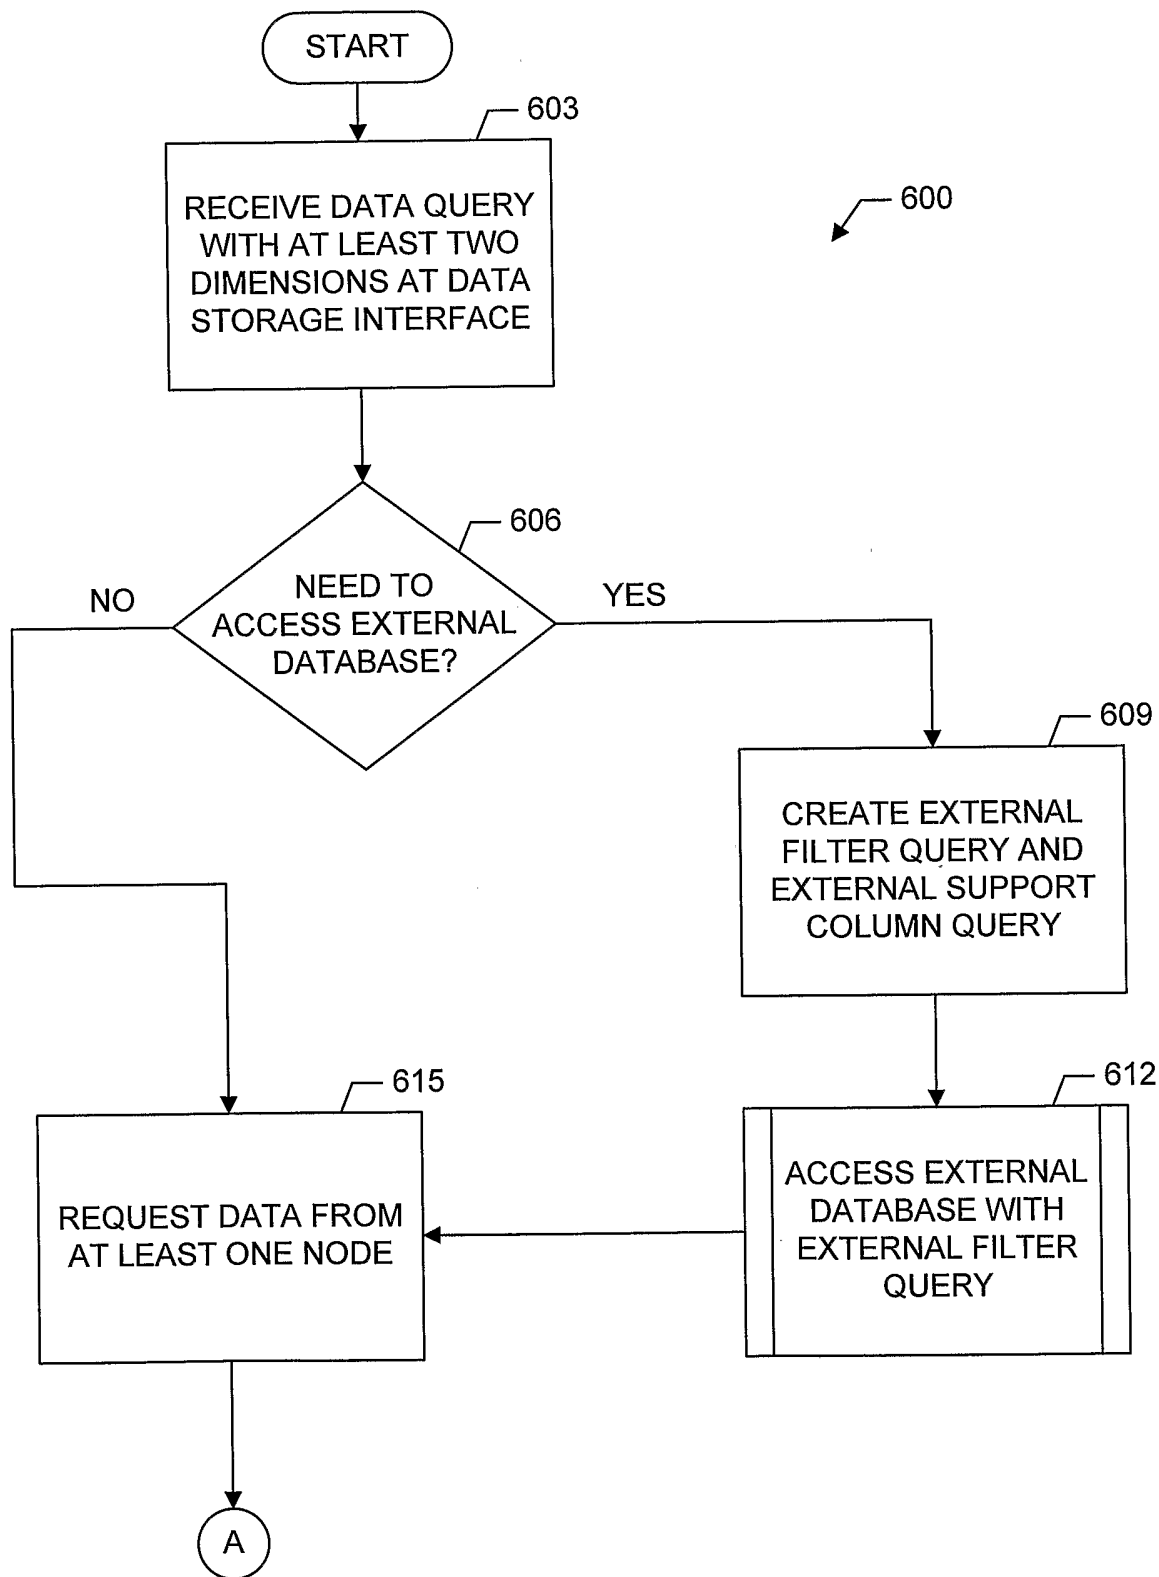 START
603
RECEIVE DATA QUERY
WITH AT LEAST TWO
DIMENSIONS AT DATA
STORAGE INTERFACE
600
606
NEED TO
ACCESS EXTERNAL
DATABASE?
NO
YES
609
CREATE EXTERNAL
FILTER QUERY AND
EXTERNAL SUPPORT
COLUMN QUERY
612
ACCESS EXTERNAL
DATABASE WITH
EXTERNAL FILTER
QUERY
615
REQUEST DATA FROM
AT LEAST ONE NODE
A